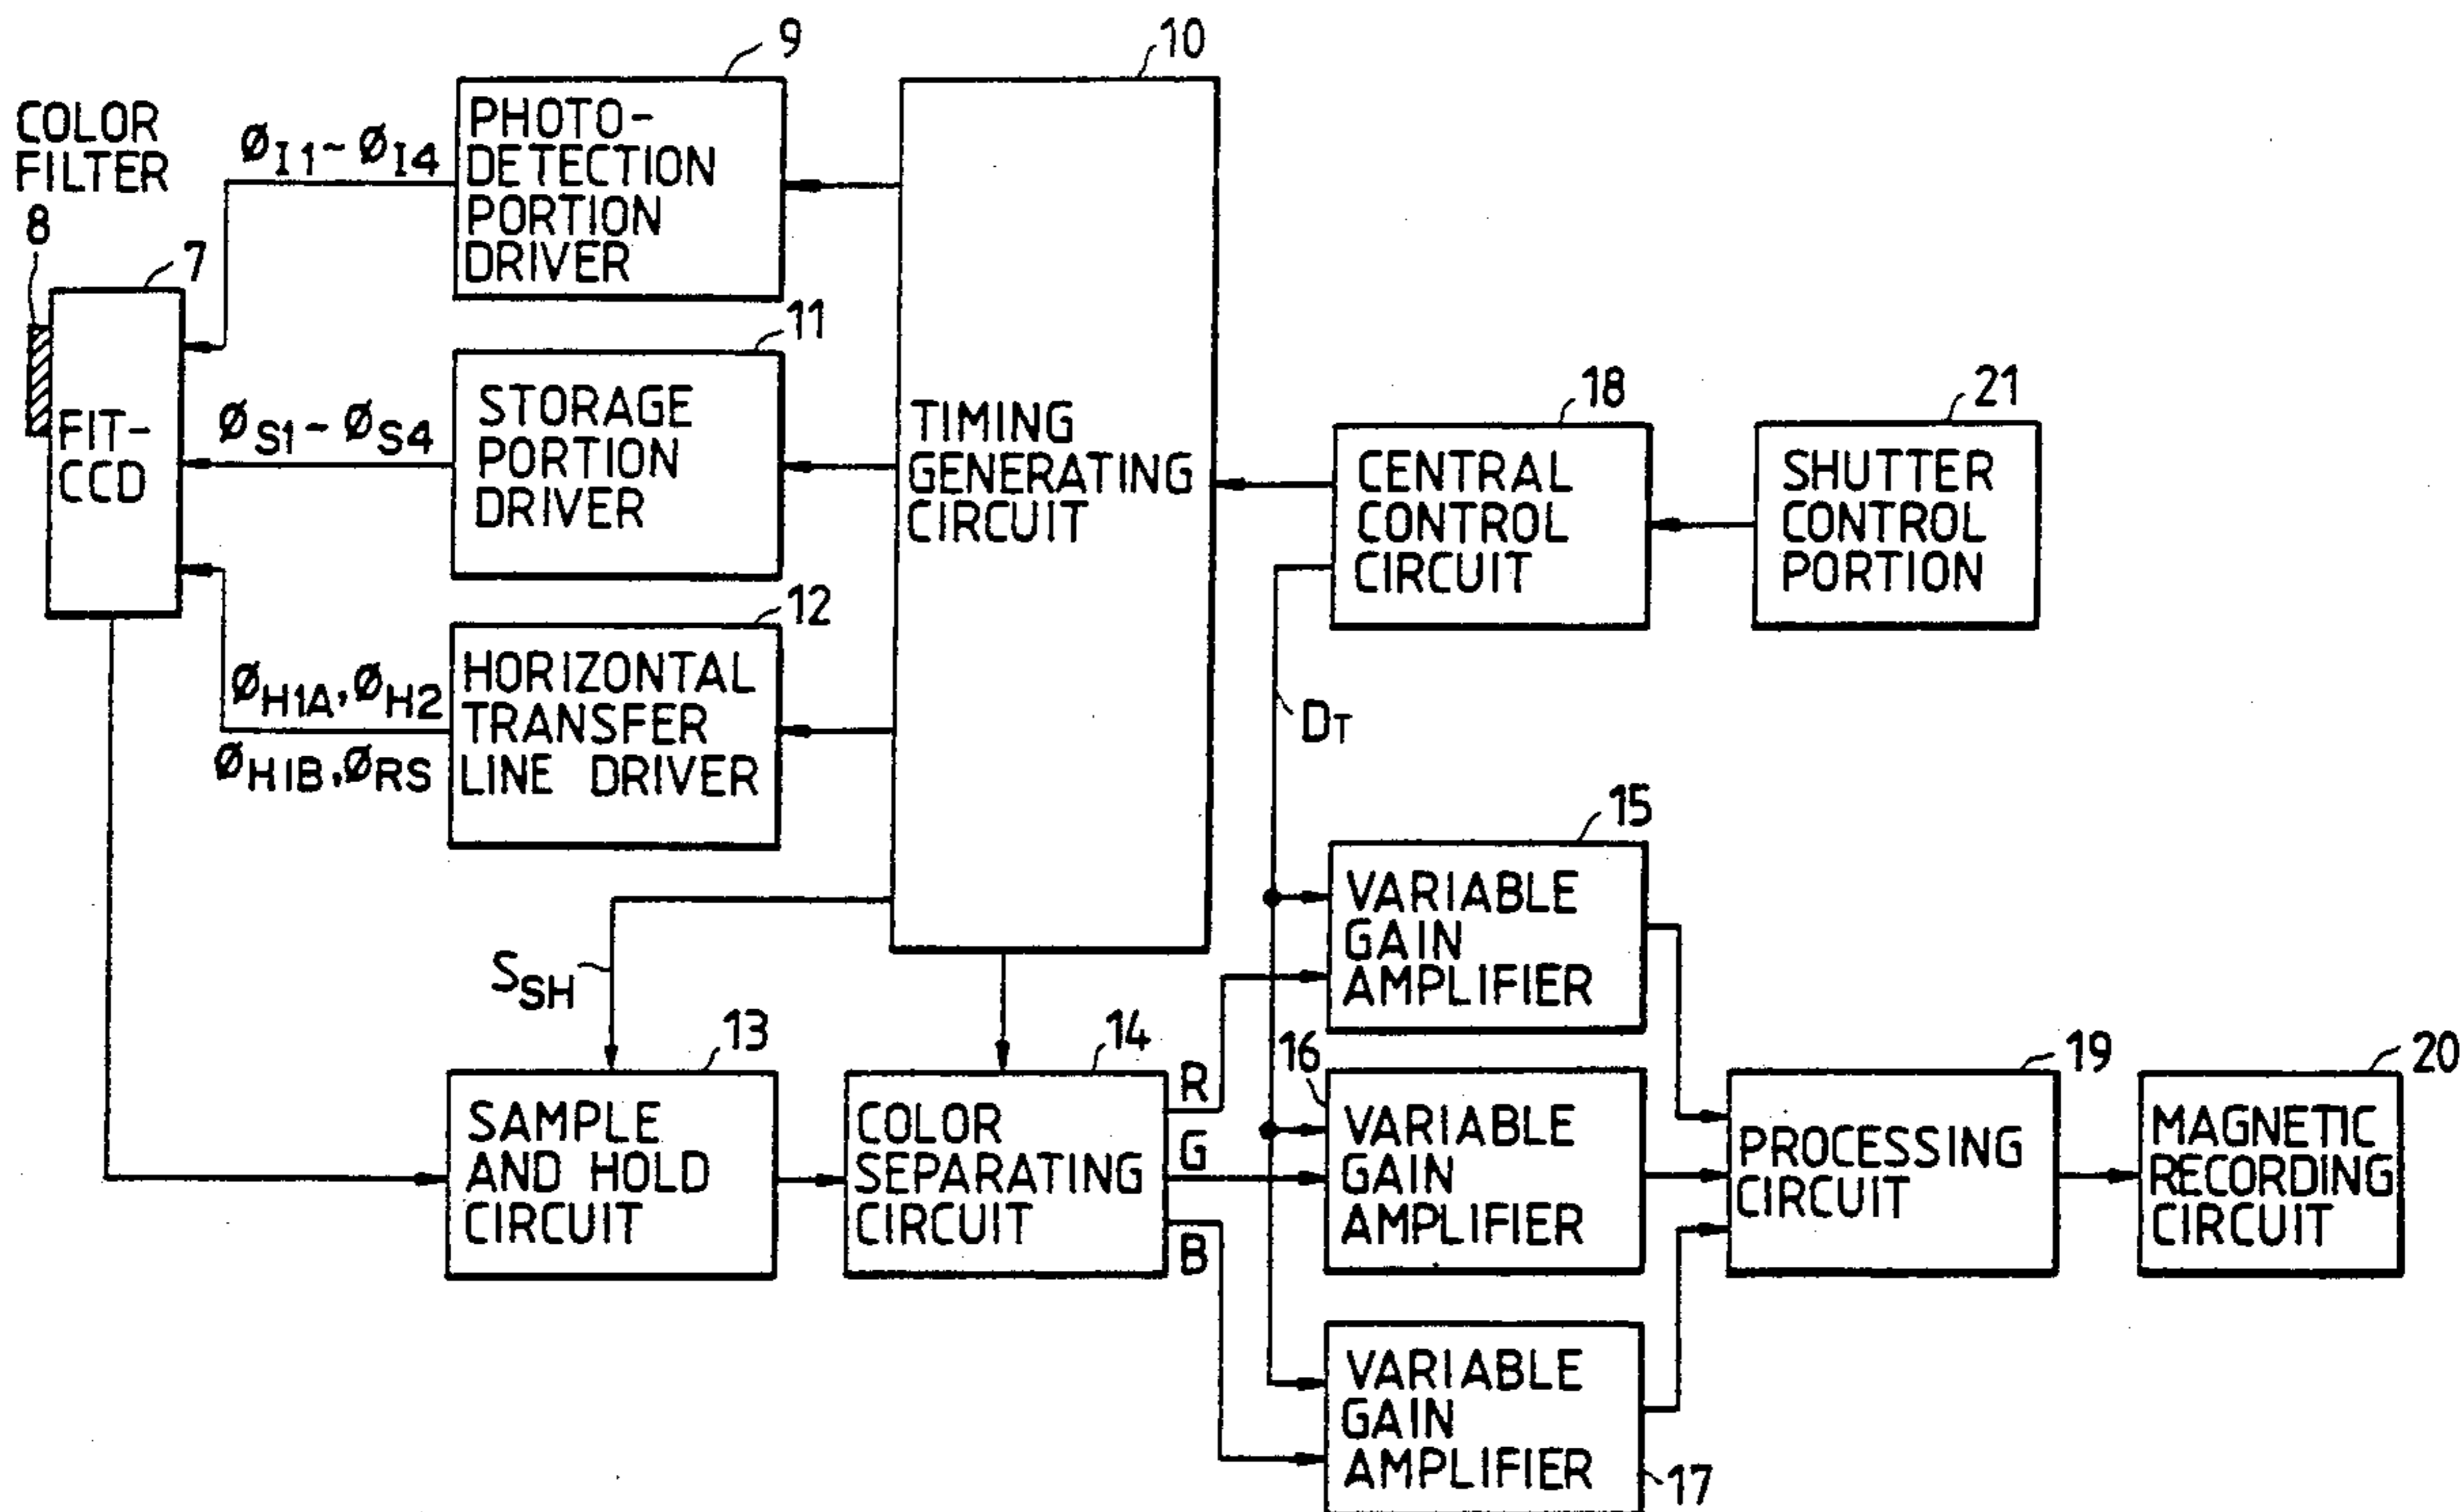 COLOR
FILTER
8
7
FIT-
CCD
9
PHOTO-
DETECTION
PORTION
DRIVER
ØI1-ØI4
10
TIMING
GENERATING
CIRCUIT
11
STORAGE
PORTION
DRIVER
ØS1-ØS4
12
HORIZONTAL
TRANSFER
LINE DRIVER
ØH1A,ØH2
ØH1B,ØRS
18
CENTRAL
CONTROL
CIRCUIT
21
SHUTTER
CONTROL
PORTION
DT
SSH
13
SAMPLE
AND HOLD
CIRCUIT
14
COLOR
SEPARATING
CIRCUIT
R
G
B
15
VARIABLE
GAIN
AMPLIFIER
16
VARIABLE
GAIN
AMPLIFIER
VARIABLE
GAIN
AMPLIFIER
17
19
PROCESSING
CIRCUIT
20
MAGNETIC
RECORDING
CIRCUIT